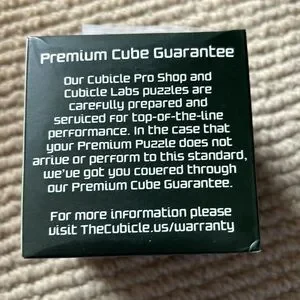 Premium Cube Guarantee
Our Cubicle Pro Shop and
Cubicle Labs puzzles are
carefully prepared and
serviced for top-of-the-line
performance. In the case that
your Premium Puzzle does not
arrive or perform to this standard,
we've got you covered through
our Premium Cube Guarantee.
For more information please
visit TheCubicle.us/warranty